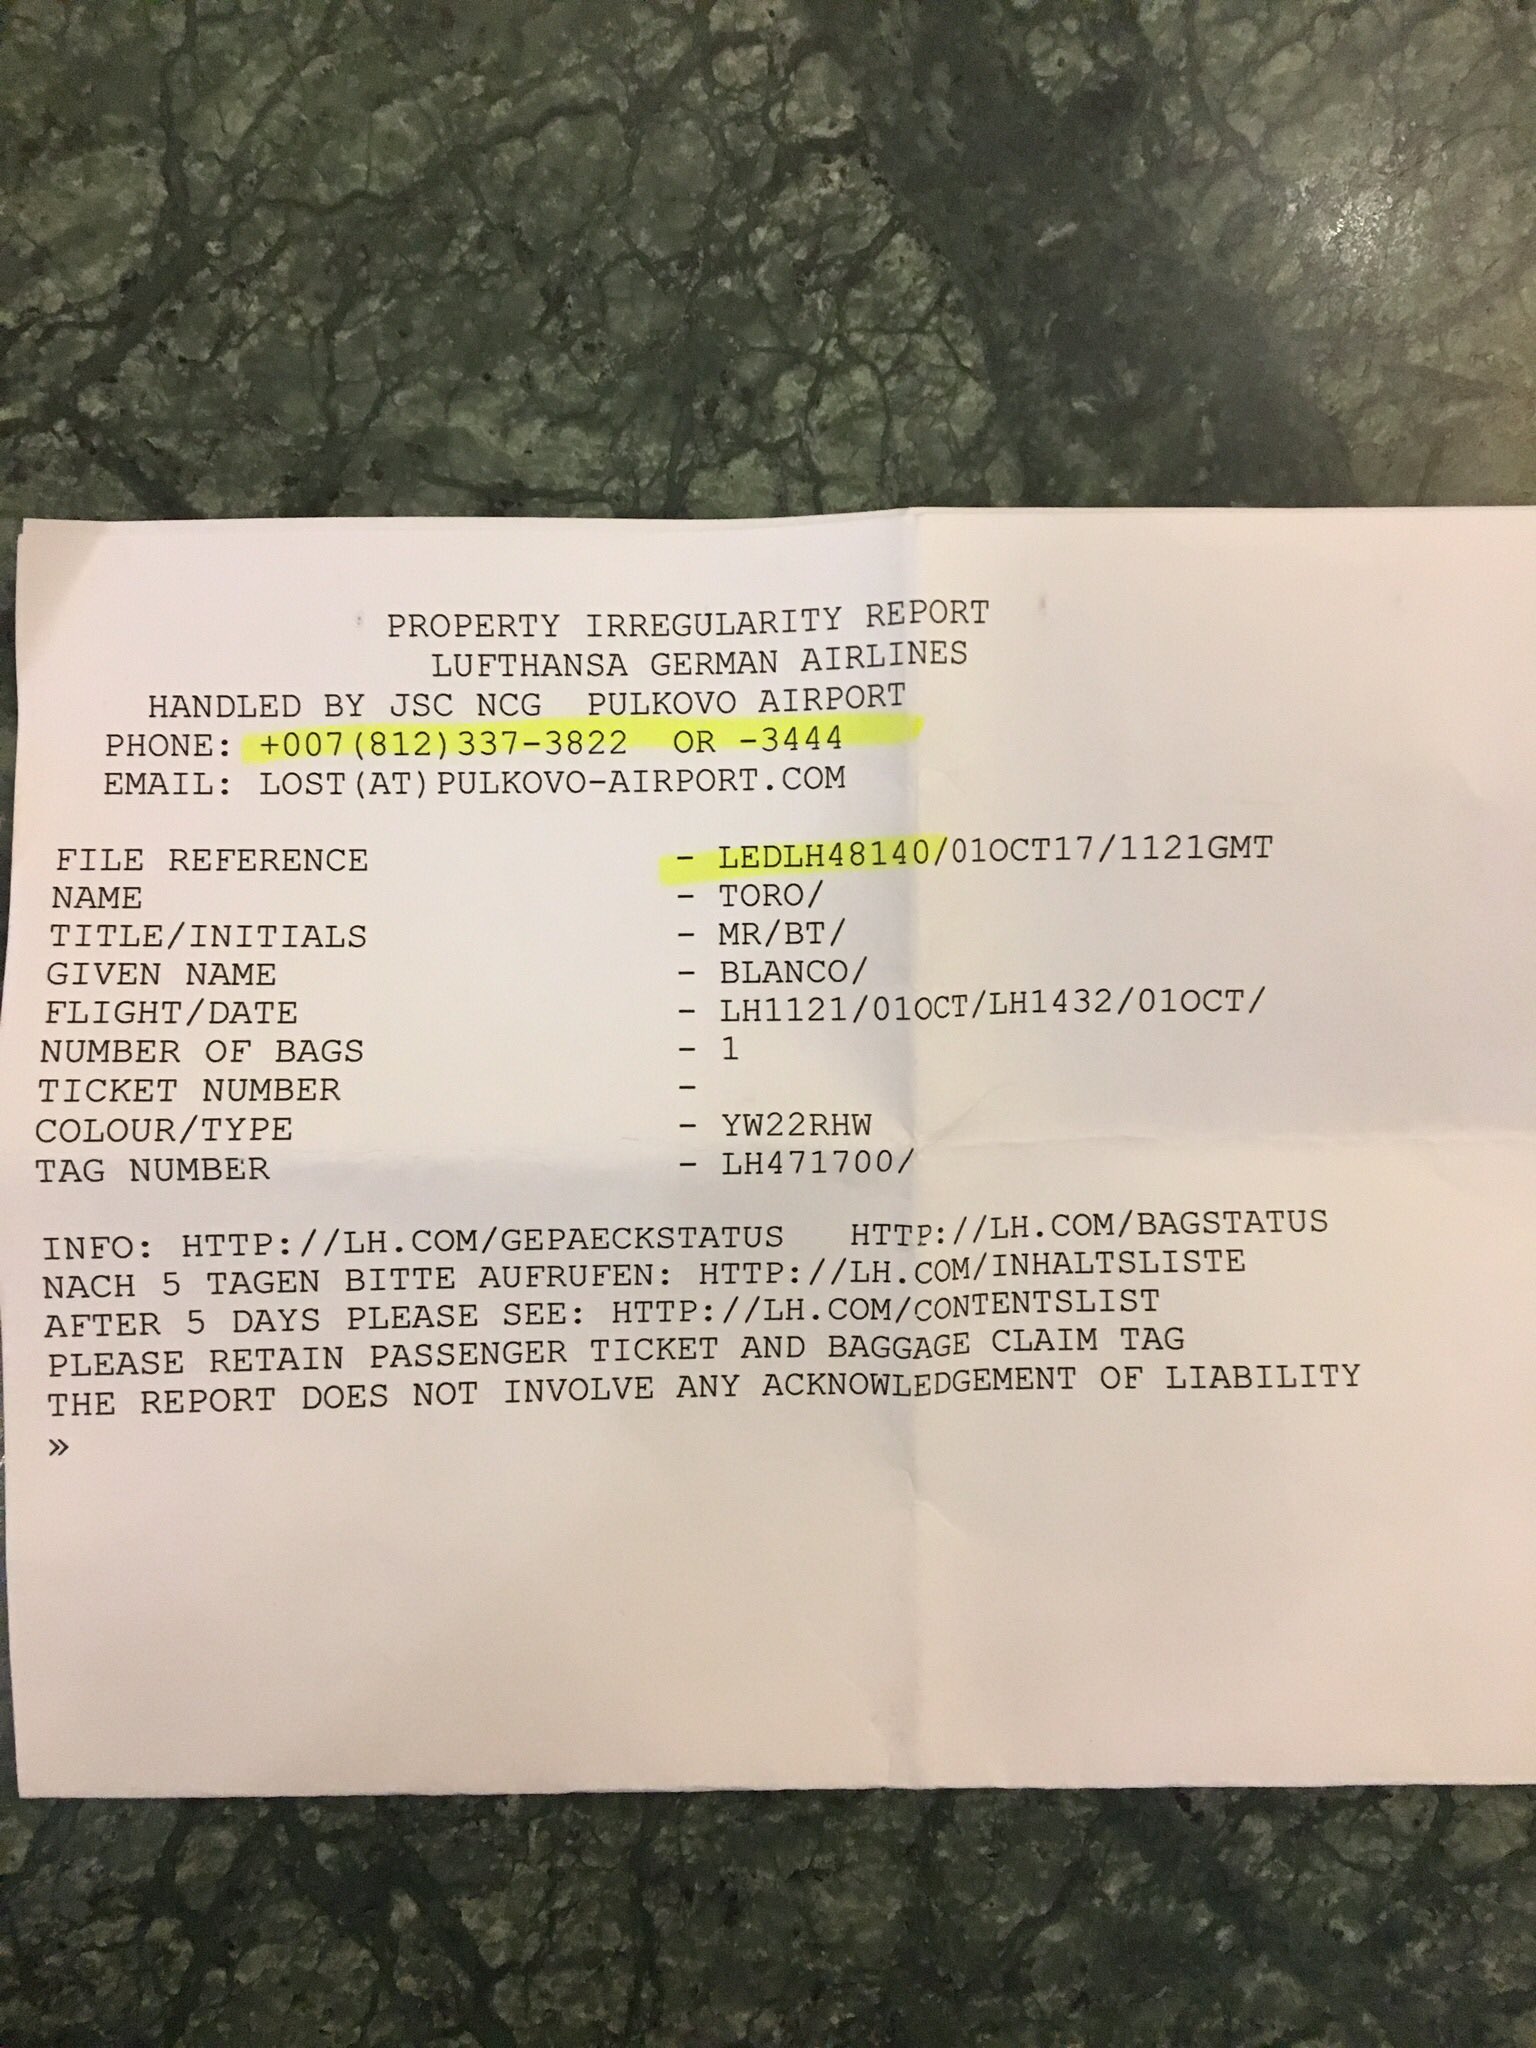 PROPERTY IRREGULARITY REPORT
LUFTHANSA GERMAN AIRLINES
HANDLED BY JSC NCG PULKOVO AIRPORT
PHONE: +007(812)337-3822 OR -3444
EMAIL: LOST(AT)PULKOVO-AIRPORT.COM
FILE REFERENCE - LEDLH48140/01OCT17/1121GMT
NAME - TORO/
TITLE/INITIALS - MR/BT/
GIVEN NAME - BLANCO/
FLIGHT/DATE - LH1121/01OCT/LH1432/01OCT/
NUMBER OF BAGS - 1
TICKET NUMBER -
COLOUR/TYPE - YW22RHW
TAG NUMBER - LH471700/
INFO: HTTP://LH.COM/GEPAECKSTATUS HTTP://LH.COM/BAGSTATUS
NACH 5 TAGEN BITTE AUFRUFEN: HTTP://LH.COM/INHALTSLISTE
AFTER 5 DAYS PLEASE SEE: HTTP://LH.COM/CONTENTSLIST
PLEASE RETAIN PASSENGER TICKET AND BAGGAGE CLAIM TAG
THE REPORT DOES NOT INVOLVE ANY ACKNOWLEDGEMENT OF LIABILITY
»